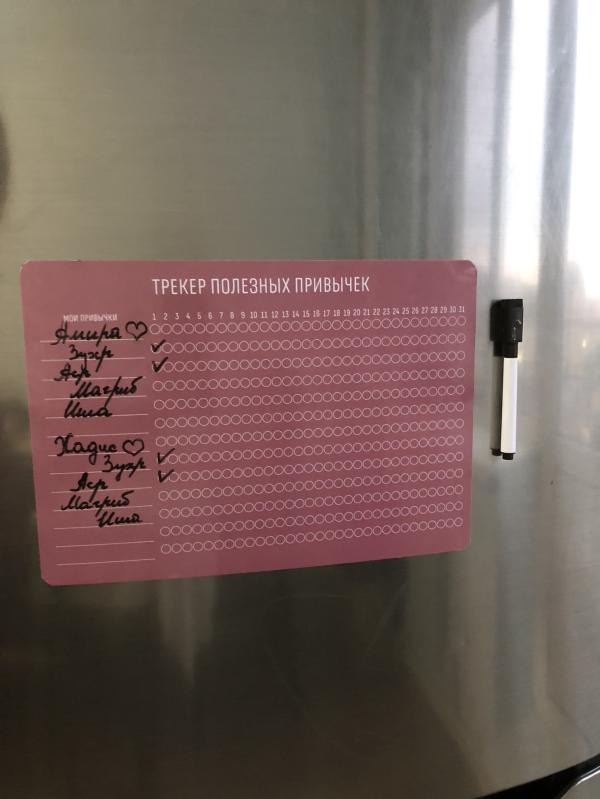 ТРЕКЕР ПОЛЕЗНЫХ ПРИВЫЧЕК
МОИ ПРИВЫЧКИ 1 2 3 4 5 6 7 8 9 10 11 12 13 14 15 16 17 18 19 20 21 22 23 24 25 26 27 28 29 30 31
Амира ♡
Зухр ✓
Аср ✓
Магриб
Иша
Хадис ♡
Зухр ✓
Аср ✓
Магриб
Иша